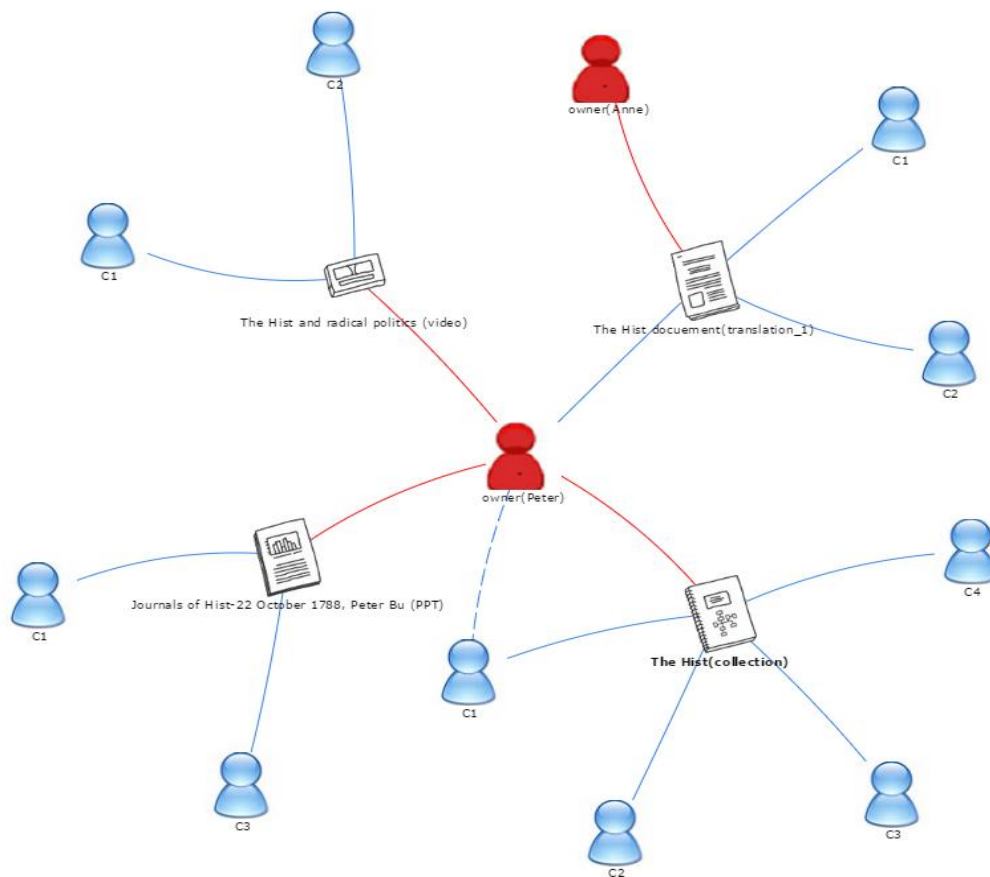 C2
owner(Anne)
C1
C1
The Hist and radical politics (video)
The Hist docuement(translation_1)
C2
owner(Peter)
C4
C1
Journals of Hist-22 October 1788, Peter Bu (PPT)
The Hist(collection)
C1
C3
C3
C2